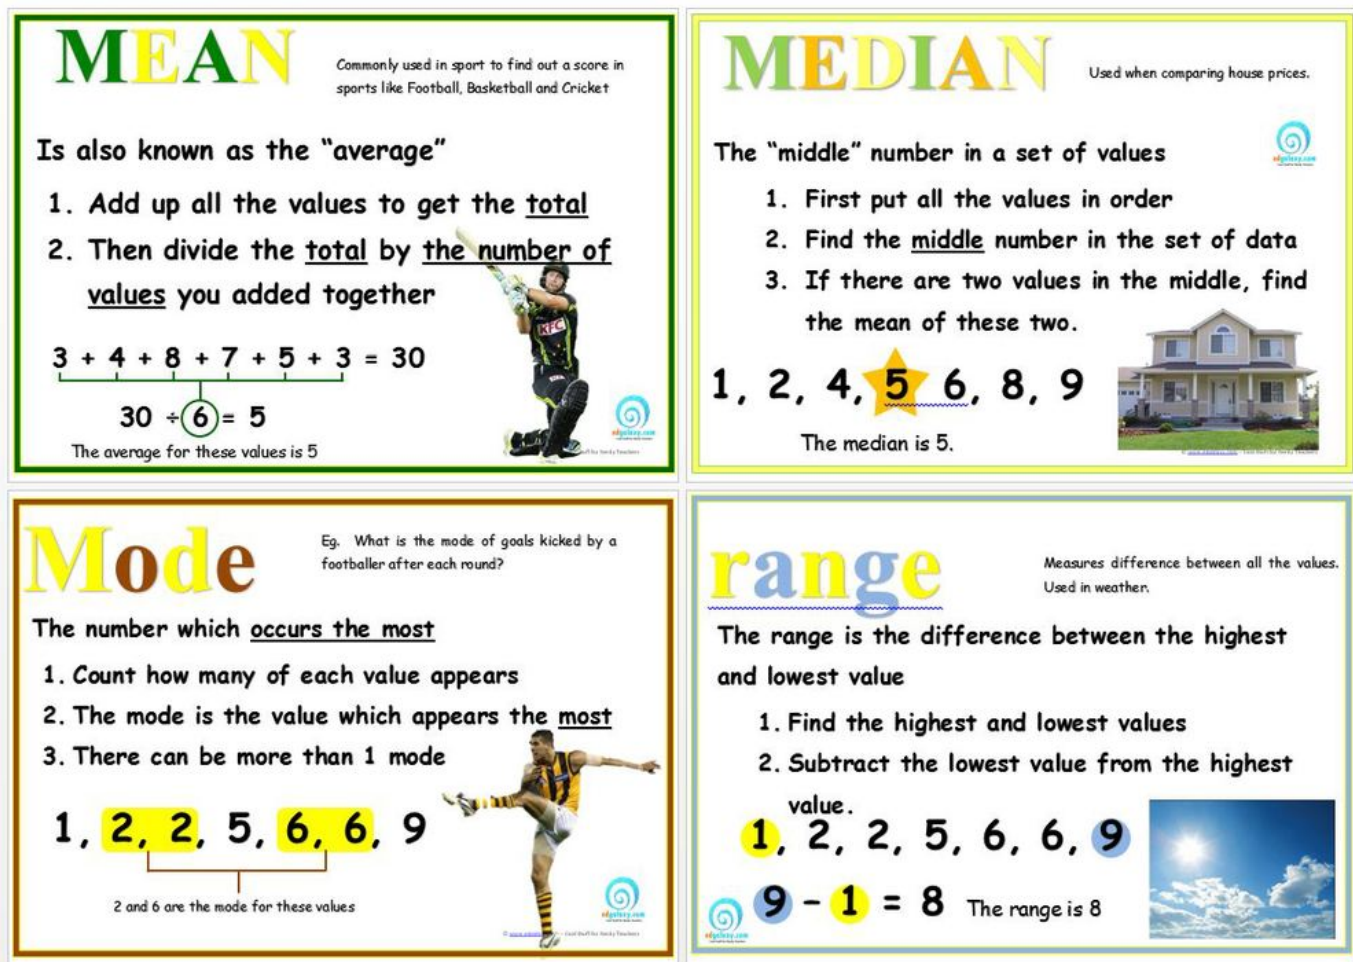 MEAN
Commonly used in sport to find out a score in
sports like Football, Basketball and Cricket
Is also known as the “average”
1. Add up all the values to get the total
2. Then divide the total by the number of
values you added together
3 + 4 + 8 + 7 + 5 + 3 = 30
30 ÷ 6 = 5
The average for these values is 5
KFC
edgalaxy.com
MEDIAN
Used when comparing house prices.
edgalaxy.com
The “middle” number in a set of values
1. First put all the values in order
2. Find the middle number in the set of data
3. If there are two values in the middle, find
the mean of these two.
1, 2, 4, 5 6, 8, 9
The median is 5.
Mode
Eg. What is the mode of goals kicked by a
footballer after each round?
The number which occurs the most
1. Count how many of each value appears
2. The mode is the value which appears the most
3. There can be more than 1 mode
1, 2, 2, 5, 6, 6, 9
2 and 6 are the mode for these values
edgalaxy.com
range
Measures difference between all the values.
Used in weather.
The range is the difference between the highest
and lowest value
1. Find the highest and lowest values
2. Subtract the lowest value from the highest
value.
1, 2, 2, 5, 6, 6, 9
9 - 1 = 8 The range is 8
edgalaxy.com